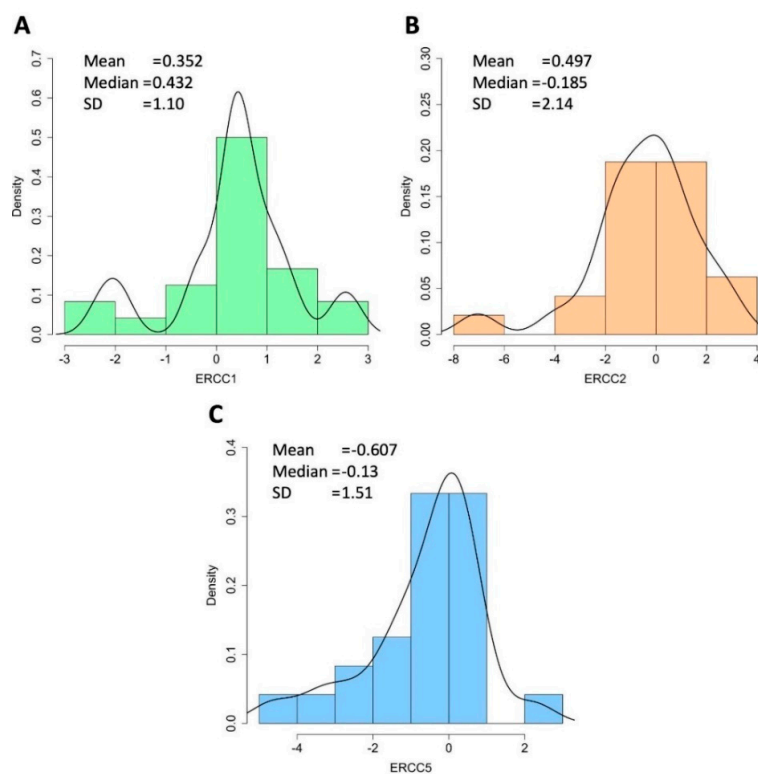 A
Mean =0.352
Median =0.432
SD =1.10
0.7
0.6
0.5
0.4
0.3
0.2
0.1
0.0
Density
-3 -2 -1 0 1 2 3
ERCC1
B
Mean =0.497
Median =-0.185
SD =2.14
0.30
0.25
0.20
0.15
0.10
0.05
0.00
Density
-8 -6 -4 -2 0 2 4
ERCC2
C
Mean =-0.607
Median =-0.13
SD =1.51
0.4
0.3
0.2
0.1
0.0
Density
-4 -2 0 2
ERCC5